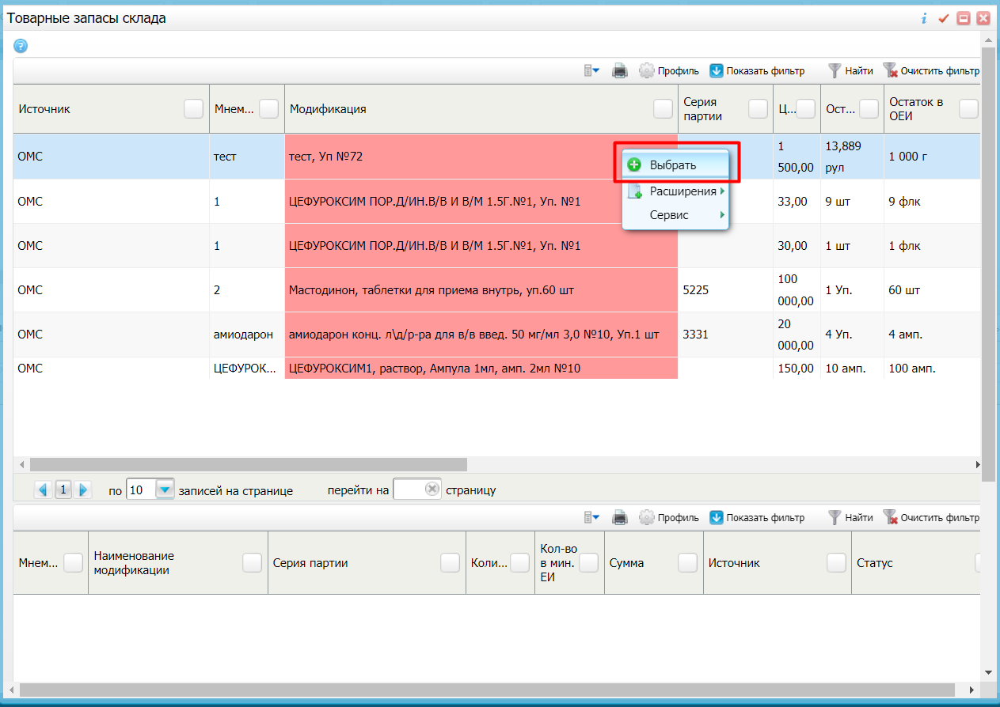 Товарные запасы склада
Профиль Показать фильтр Найти Очистить фильтр
Источник Мнем... Модификация Серия партии Ц... Ост... Остаток в ОЕИ
ОМС тест тест, Уп №72 1 500,00 13,889 рул 1 000 г
Выбрать
Расширения
Сервис
ОМС 1 ЦЕФУРОКСИМ ПОР.Д/ИН.В/В И В/М 1.5Г.№1, Уп. №1 33,00 9 шт 9 флк
ОМС 1 ЦЕФУРОКСИМ ПОР.Д/ИН.В/В И В/М 1.5Г.№1, Уп. №1 30,00 1 шт 1 флк
ОМС 2 Мастодинон, таблетки для приема внутрь, уп.60 шт 5225 100 000,00 1 Уп. 60 шт
ОМС амиодарон амиодарон конц. л\д/р-ра для в/в введ. 50 мг/мл 3,0 №10, Уп.1 шт 3331 20 000,00 4 Уп. 4 амп.
ОМС ЦЕФУРОК... ЦЕФУРОКСИМ1, раствор, Ампула 1мл, амп. 2мл №10 150,00 10 амп. 100 амп.
1 по 10 записей на странице перейти на страницу
Профиль Показать фильтр Найти Очистить фильтр
Мнем... Наименование модификации Серия партии Коли... Кол-во в мин. ЕИ Сумма Источник Статус